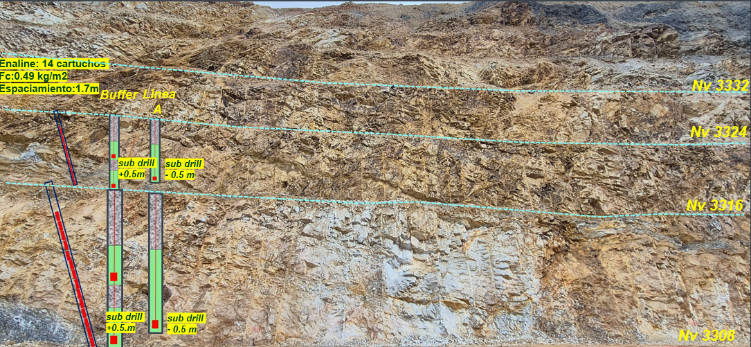 Enaline: 14 cartuchos
Fc:0.49 kg/m2
Espaciamiento:1.7m
Buffer Linea
A
Nv 3332
Nv 3324
sub drill
+0.5m
sub drill
- 0.5 m
Nv 3316
sub drill
+0.5.m
sub drill
- 0.5 m
Nv 3308